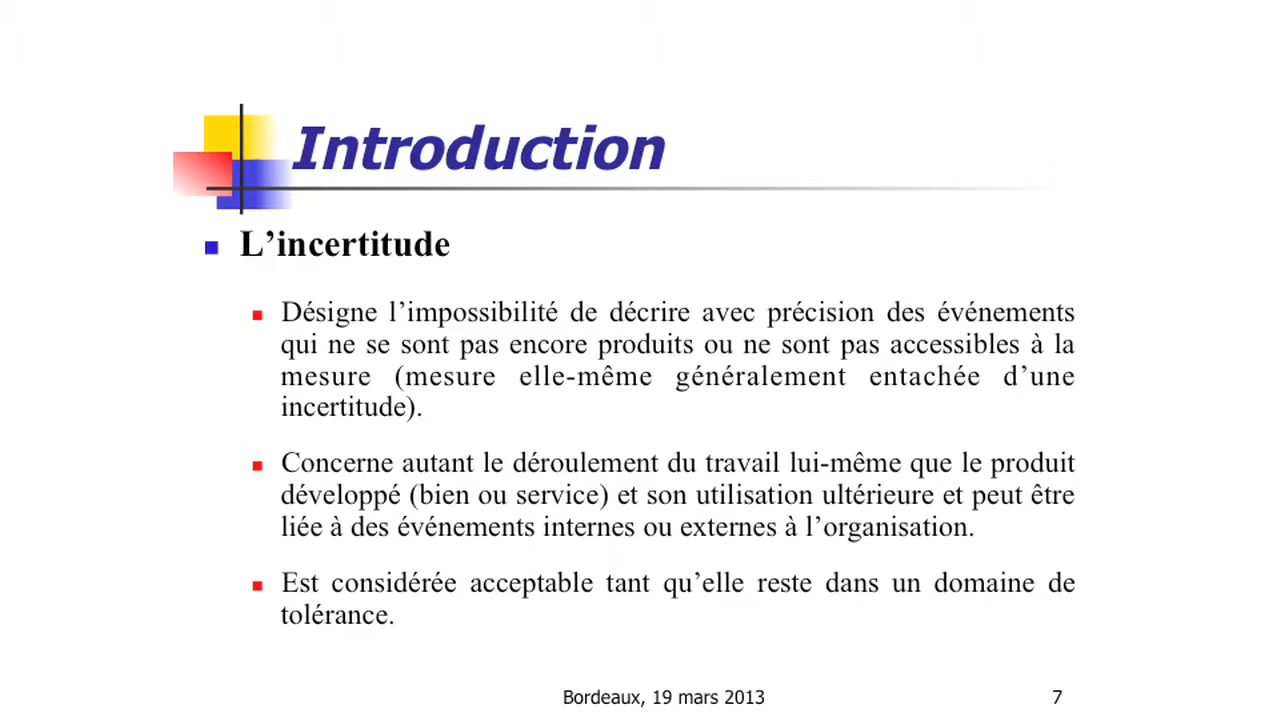 Introduction
L’incertitude
Désigne l’impossibilité de décrire avec précision des événements
qui ne se sont pas encore produits ou ne sont pas accessibles à la
mesure (mesure elle-même généralement entachée d’une
incertitude).
Concerne autant le déroulement du travail lui-même que le produit
développé (bien ou service) et son utilisation ultérieure et peut être
liée à des événements internes ou externes à l’organisation.
Est considérée acceptable tant qu’elle reste dans un domaine de
tolérance.
Bordeaux, 19 mars 2013
7